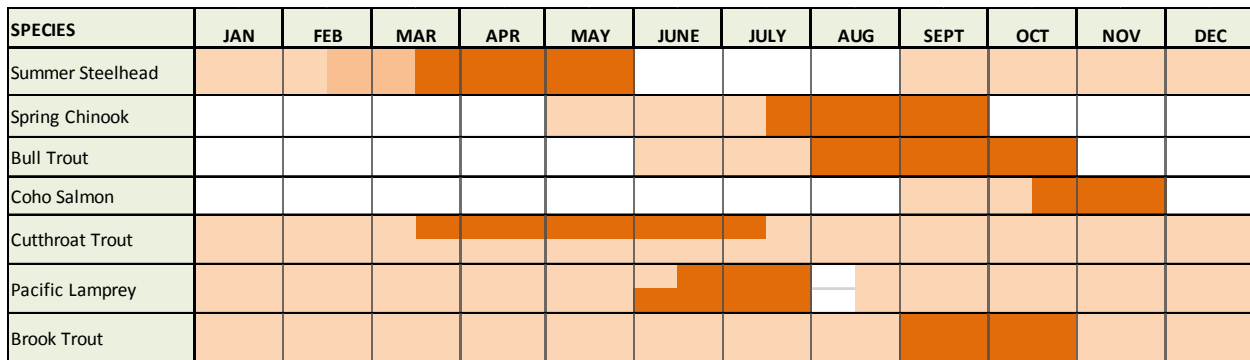 SPECIES JAN FEB MAR APR MAY JUNE JULY AUG SEPT OCT NOV DEC
Summer Steelhead
Spring Chinook
Bull Trout
Coho Salmon
Cutthroat Trout
Pacific Lamprey
Brook Trout